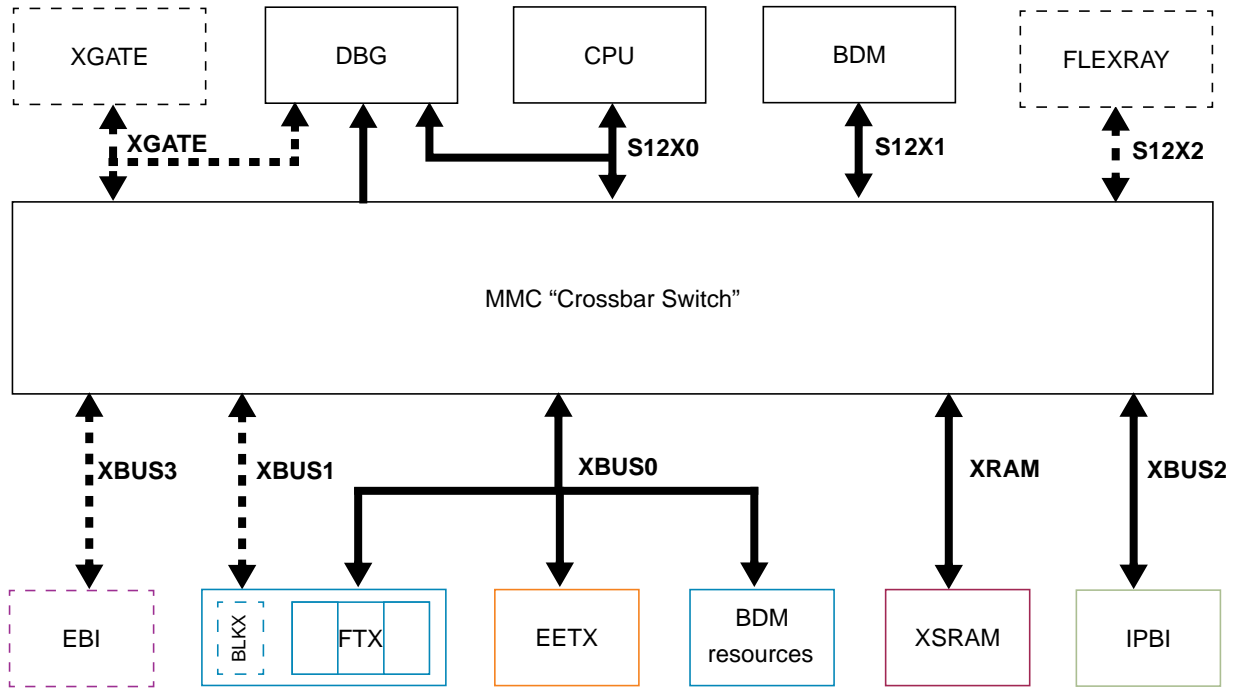 XGATE
DBG
CPU
BDM
FLEXRAY
XGATE
S12X0
S12X1
S12X2
MMC “Crossbar Switch”
XBUS3
XBUS1
XBUS0
XRAM
XBUS2
EBI
BLKX
FTX
EETX
BDM
resources
XSRAM
IPBI